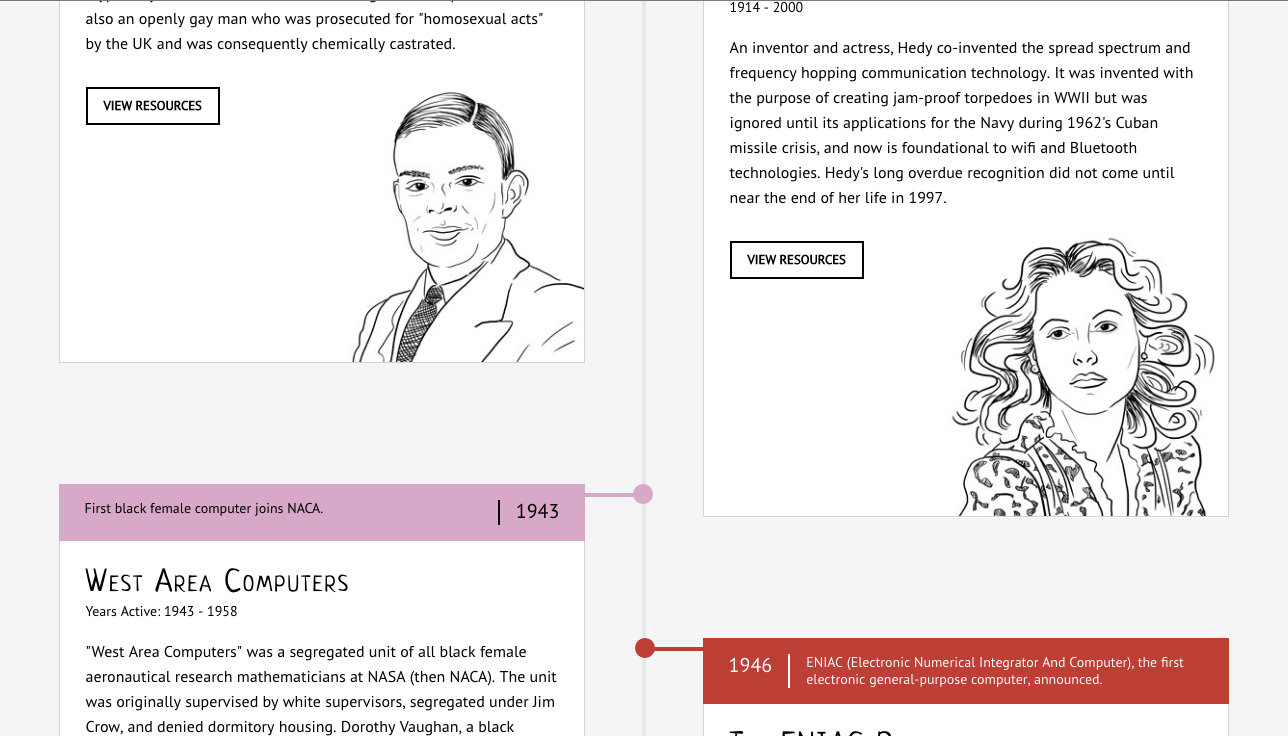 also an openly gay man who was prosecuted for "homosexual acts"
by the UK and was consequently chemically castrated.
VIEW RESOURCES
1914 - 2000
An inventor and actress, Hedy co-invented the spread spectrum and
frequency hopping communication technology. It was invented with
the purpose of creating jam-proof torpedoes in WWII but was
ignored until its applications for the Navy during 1962's Cuban
missile crisis, and now is foundational to wifi and Bluetooth
technologies. Hedy's long overdue recognition did not come until
near the end of her life in 1997.
VIEW RESOURCES
First black female computer joins NACA.
1943
West Area Computers
Years Active: 1943 - 1958
"West Area Computers" was a segregated unit of all black female
aeronautical research mathematicians at NASA (then NACA). The unit
was originally supervised by white supervisors, segregated under Jim
Crow, and denied dormitory housing. Dorothy Vaughan, a black
1946
ENIAC (Electronic Numerical Integrator And Computer), the first
electronic general-purpose computer, announced.